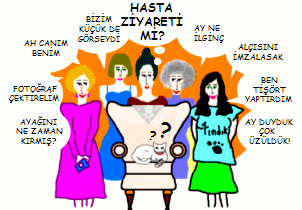 HASTA
ZİYARETİ
Mİ?
BİZİM
KÜÇÜK DE
GÖRSEYDİ
AY NE
İLGİNÇ
AH CANIM
BENİM
ALÇISINI
İMZALASAK
FOTOĞRAF
ÇEKTİRELİM
BEN
TİŞÖRT
YAPTIRDIM
AYAĞINI
NE ZAMAN
KIRMIŞ?
AY DUYDUK
ÇOK
ÜZÜLDÜK!
fındık
? ?